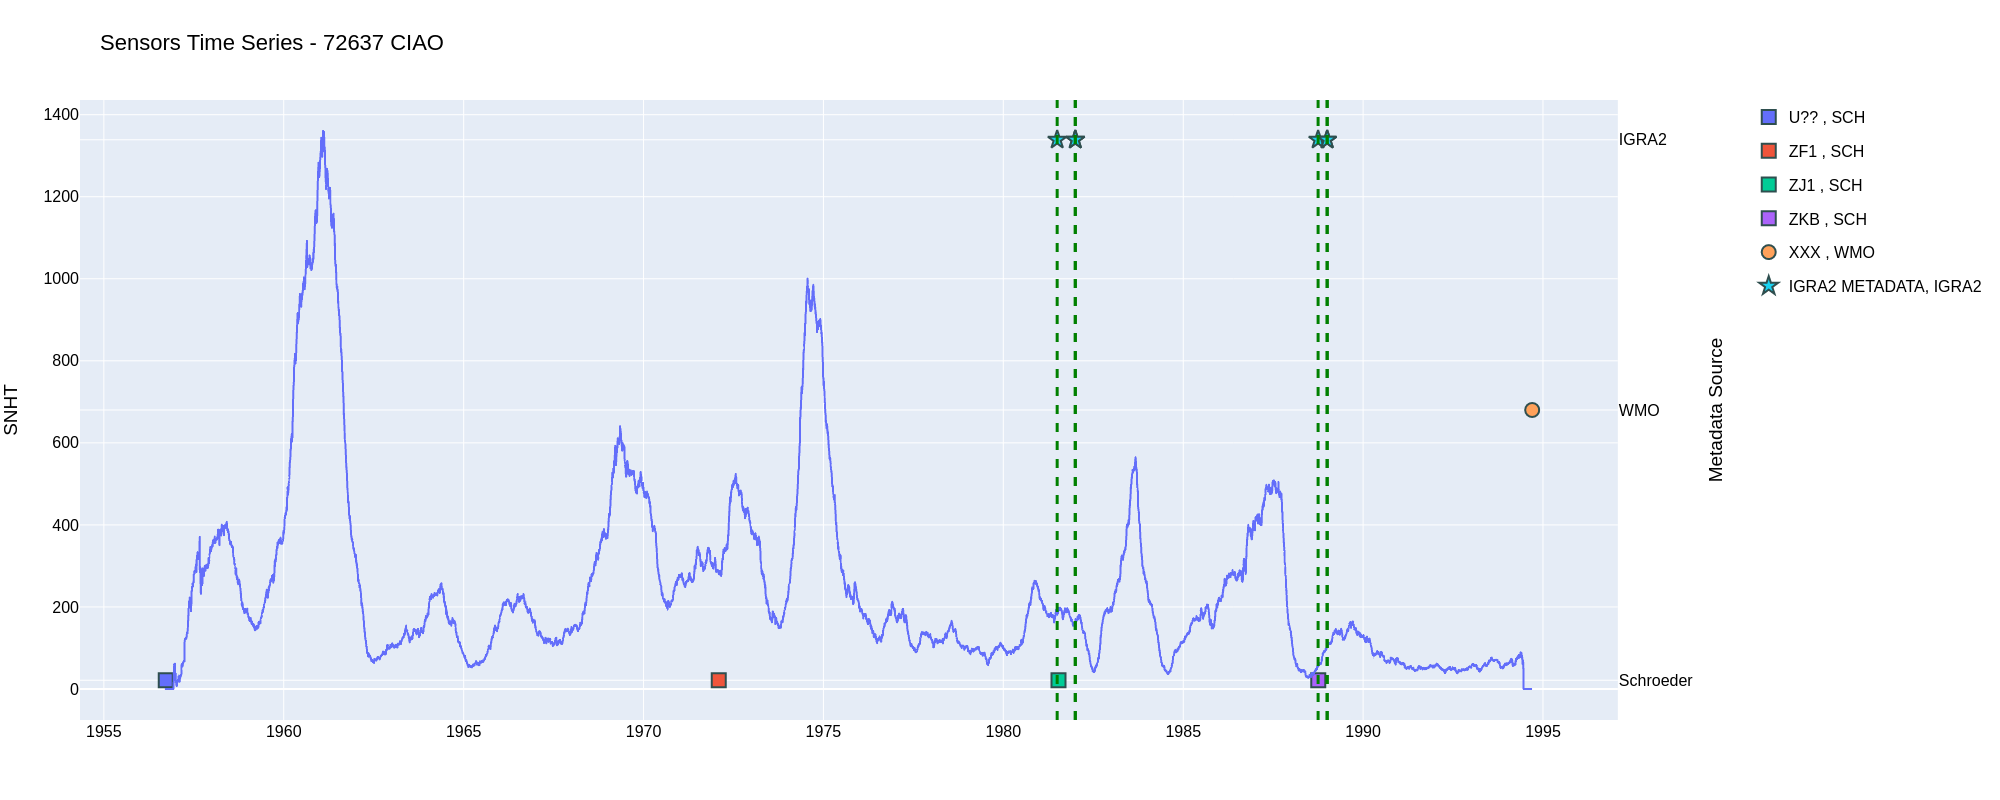 Sensors Time Series - 72637 CIAO
SNHT
1400
1200
1000
800
600
400
200
0
1955
1960
1965
1970
1975
1980
1985
1990
1995
IGRA2
WMO
Schroeder
Metadata Source
U?? , SCH
ZF1 , SCH
ZJ1 , SCH
ZKB , SCH
XXX , WMO
IGRA2 METADATA, IGRA2